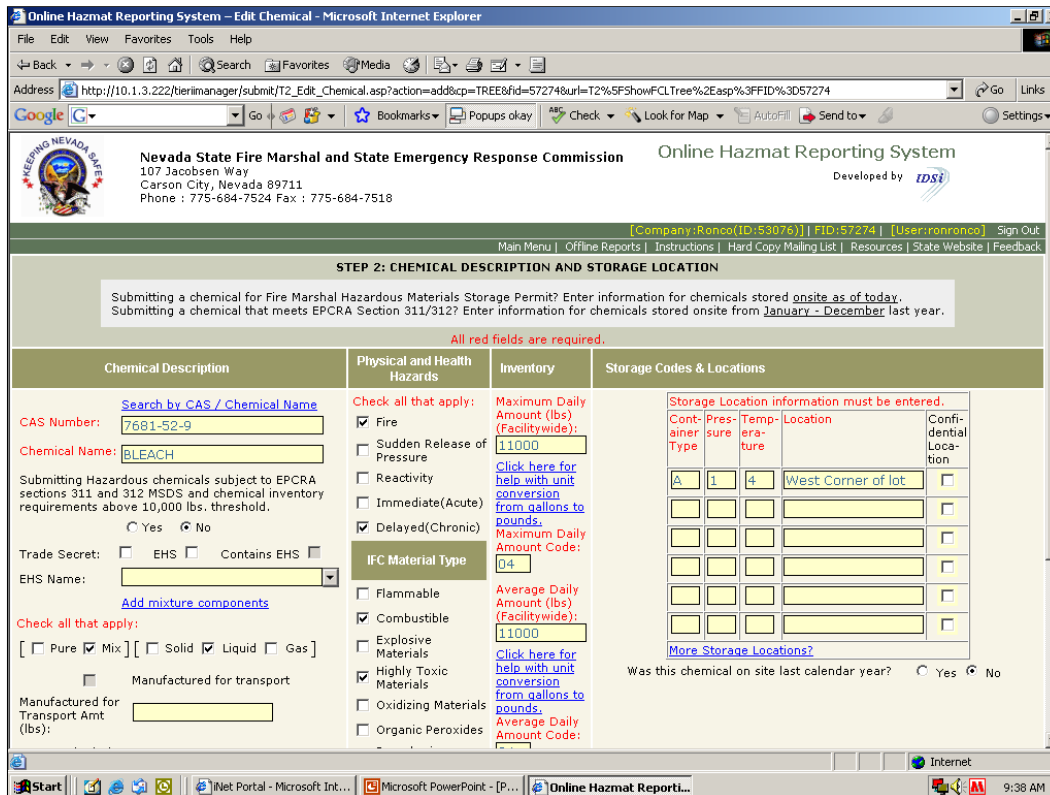 Online Hazmat Reporting System – Edit Chemical - Microsoft Internet Explorer
File Edit View Favorites Tools Help
Back Search Favorites Media
Address http://10.1.3.222/tieriimanager/submit/T2_Edit_Chemical.asp?action=add&cp=TREE&fid=57274&url=T2%5FShowFCLTree%2Easp%3FFID%3D57274 Go Links
Google G Go Bookmarks Popups okay ABC Check Look for Map AutoFill Send to Settings
KEEPING NEVADA SAFE
Nevada State Fire Marshal and State Emergency Response Commission
107 Jacobsen Way
Carson City, Nevada 89711
Phone : 775-684-7524 Fax : 775-684-7518
Online Hazmat Reporting System
Developed by IDSi
[Company:Ronco(ID:53076)] | FID:57274 | [User:ronronco] Sign Out
Main Menu | Offline Reports | Instructions | Hard Copy Mailing List | Resources | State Website | Feedback
STEP 2: CHEMICAL DESCRIPTION AND STORAGE LOCATION
Submitting a chemical for Fire Marshal Hazardous Materials Storage Permit? Enter information for chemicals stored onsite as of today.
Submitting a chemical that meets EPCRA Section 311/312? Enter information for chemicals stored onsite from January - December last year.
All red fields are required.
Chemical Description
Search by CAS / Chemical Name
CAS Number: 7681-52-9
Chemical Name: BLEACH
Submitting Hazardous chemicals subject to EPCRA
sections 311 and 312 MSDS and chemical inventory
requirements above 10,000 lbs. threshold.
Yes No
Trade Secret: EHS Contains EHS
EHS Name:
Add mixture components
Check all that apply:
[ Pure Mix ] [ Solid Liquid Gas ]
Manufactured for transport
Manufactured for
Transport Amt
(lbs):
Physical and Health
Hazards
Check all that apply:
Fire
Sudden Release of
Pressure
Reactivity
Immediate(Acute)
Delayed(Chronic)
IFC Material Type
Flammable
Combustible
Explosive
Materials
Highly Toxic
Materials
Oxidizing Materials
Organic Peroxides
Inventory
Maximum Daily
Amount (lbs)
(Facilitywide):
11000
Click here for
help with unit
conversion
from gallons to
pounds.
Maximum Daily
Amount Code:
04
Average Daily
Amount (lbs)
(Facilitywide):
11000
Click here for
help with unit
conversion
from gallons to
pounds.
Average Daily
Amount Code:
Storage Codes & Locations
Storage Location information must be entered.
Cont- Pres- Temp- Location Confi-
ainer sure era- dential
Type ture Loca-
tion
A 1 4 West Corner of lot
More Storage Locations?
Was this chemical on site last calendar year? Yes No
Internet
Start iNet Portal - Microsoft Int... Microsoft PowerPoint - [P... Online Hazmat Reporti... 9:38 AM